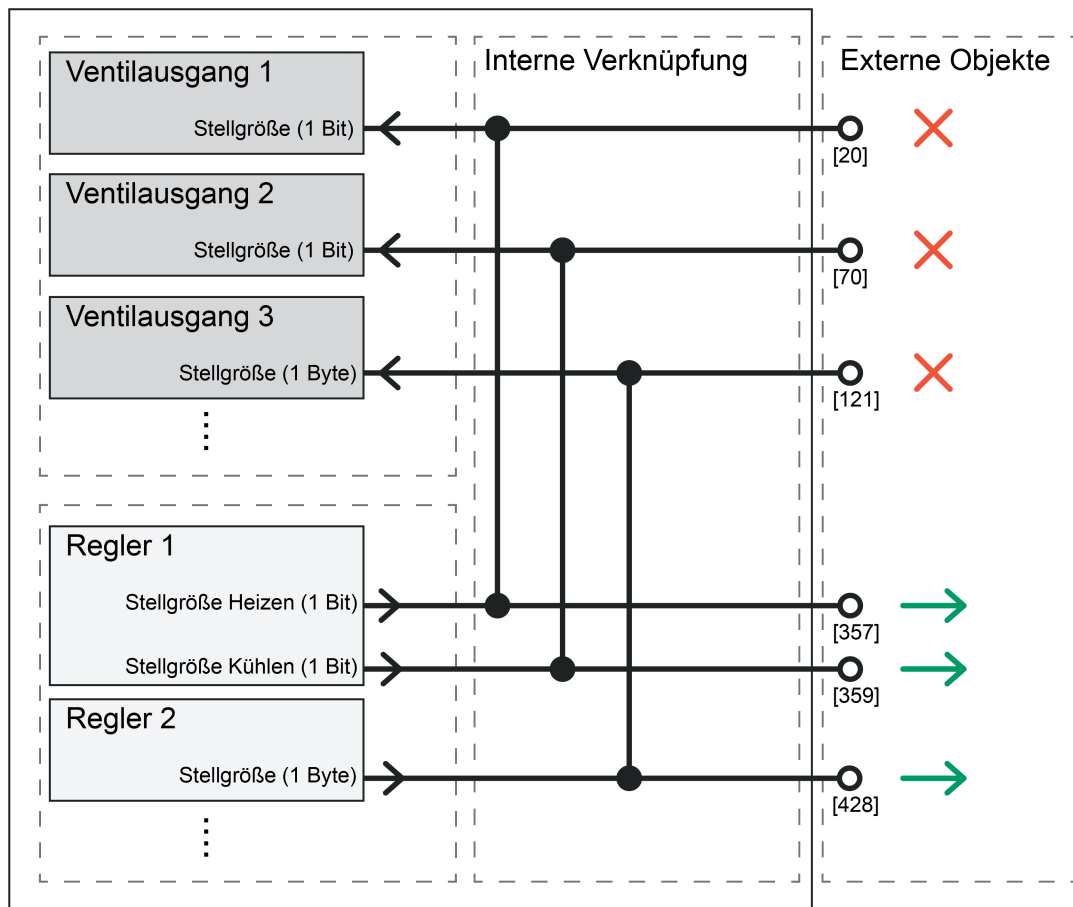 Ventilausgang 1
Stellgröße (1 Bit)
Ventilausgang 2
Stellgröße (1 Bit)
Ventilausgang 3
Stellgröße (1 Byte)
Interne Verknüpfung
Externe Objekte
[20]
[70]
[121]
Regler 1
Stellgröße Heizen (1 Bit)
Stellgröße Kühlen (1 Bit)
Regler 2
Stellgröße (1 Byte)
[357]
[359]
[428]